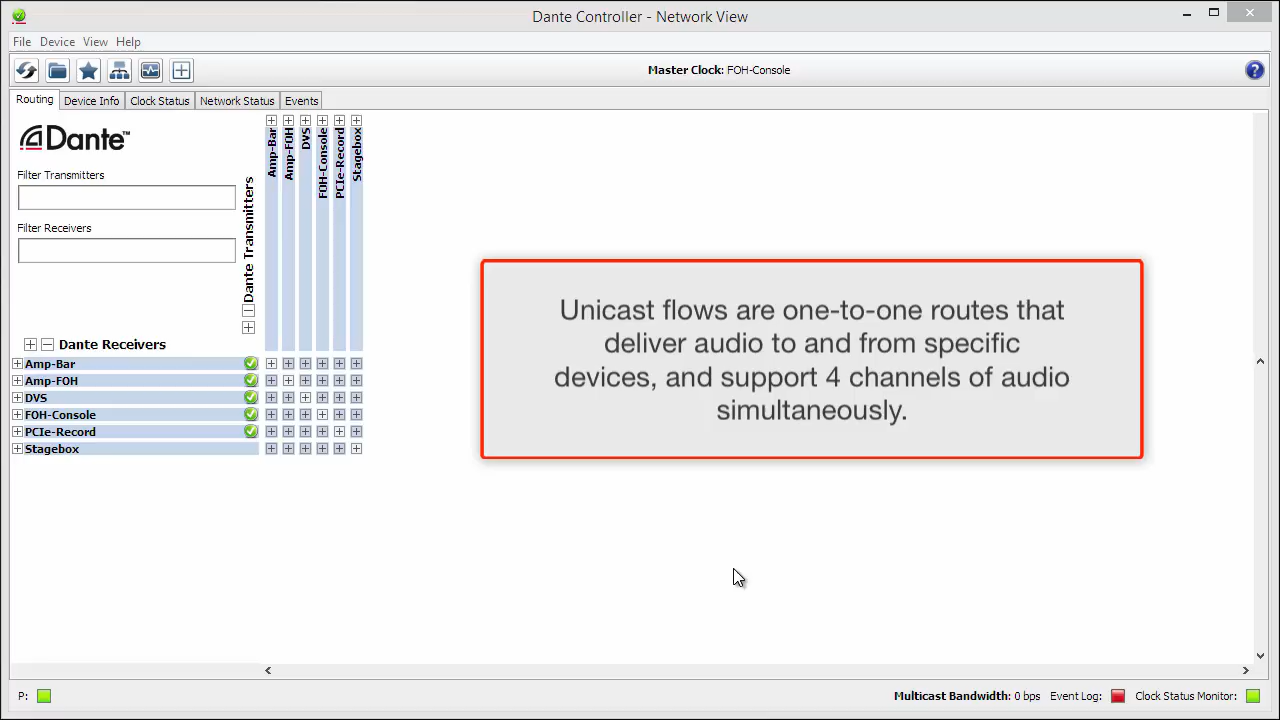 Dante Controller - Network View
File Device View Help
Master Clock: FOH-Console
Routing Device Info Clock Status Network Status Events
Dante™
Filter Transmitters
Filter Receivers
Dante Transmitters
Amp-Bar
Amp-FOH
DVS
FOH-Console
PCIe-Record
Stagebox
Dante Receivers
Amp-Bar
Amp-FOH
DVS
FOH-Console
PCIe-Record
Stagebox
Unicast flows are one-to-one routes that
deliver audio to and from specific
devices, and support 4 channels of audio
simultaneously.
P:
Multicast Bandwidth: 0 bps Event Log: Clock Status Monitor: